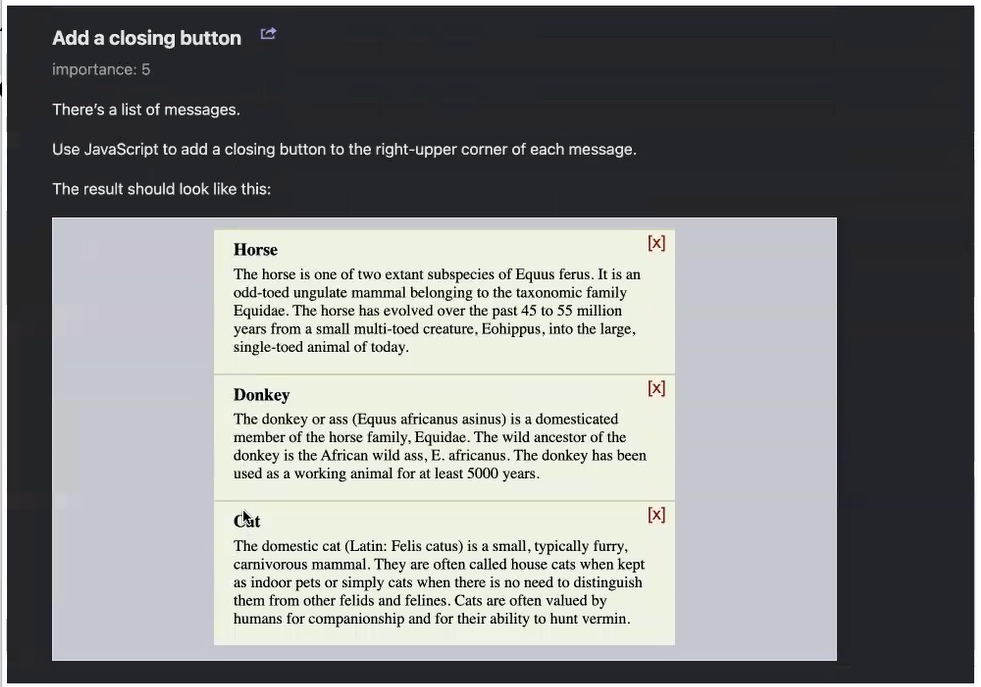 Add a closing button
importance: 5
There's a list of messages.
Use JavaScript to add a closing button to the right-upper corner of each message.
The result should look like this:
Horse
[x]
The horse is one of two extant subspecies of Equus ferus. It is an
odd-toed ungulate mammal belonging to the taxonomic family
Equidae. The horse has evolved over the past 45 to 55 million
years from a small multi-toed creature, Eohippus, into the large,
single-toed animal of today.
Donkey
[x]
The donkey or ass (Equus africanus asinus) is a domesticated
member of the horse family, Equidae. The wild ancestor of the
donkey is the African wild ass, E. africanus. The donkey has been
used as a working animal for at least 5000 years.
Cat
[x]
The domestic cat (Latin: Felis catus) is a small, typically furry,
carnivorous mammal. They are often called house cats when kept
as indoor pets or simply cats when there is no need to distinguish
them from other felids and felines. Cats are often valued by
humans for companionship and for their ability to hunt vermin.